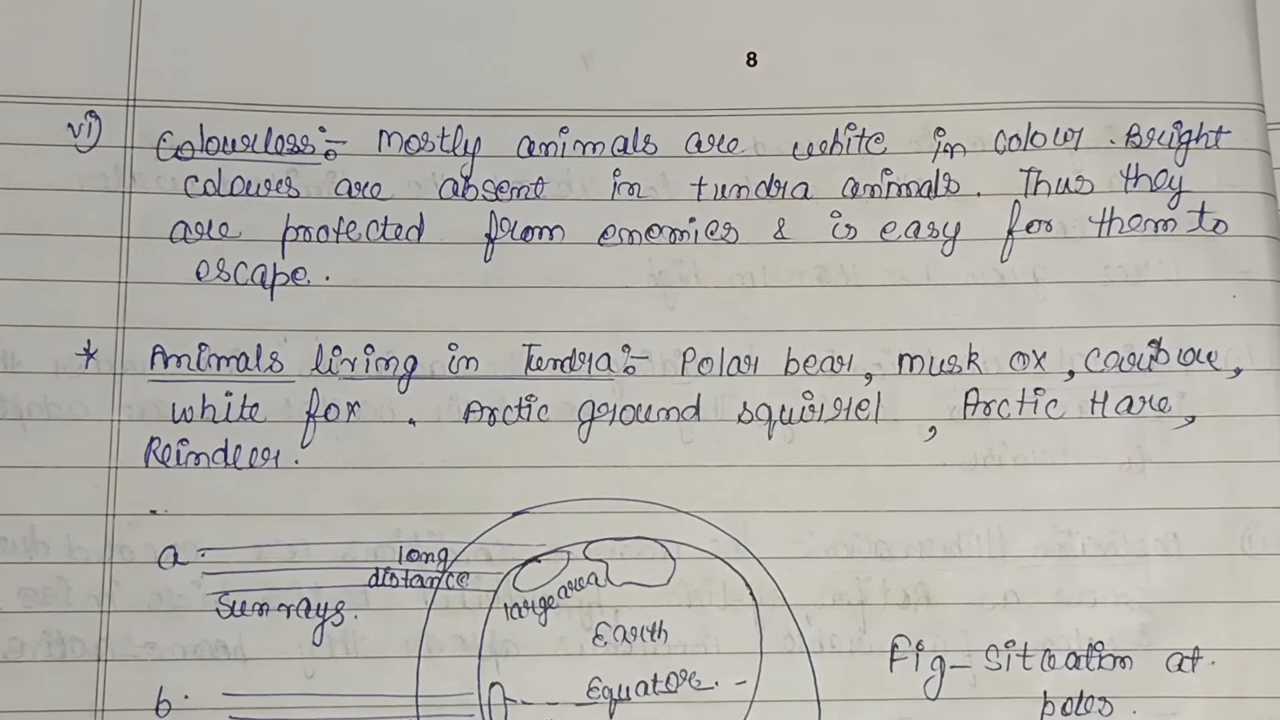 8
vi) Colourless :- Mostly animals are white in colour. Bright
colours are absent in tundra animals. Thus they
are protected from enemies & is easy for them to
escape..
* Animals living in Tundra :- Polar bear, musk ox, caribou,
white fox. Arctic ground squirrel, Arctic Hare,
Reindeer.
a. long
distance
Sunrays.
large area
Earth
Equator.
Fig - Situation at.
poles.
b.